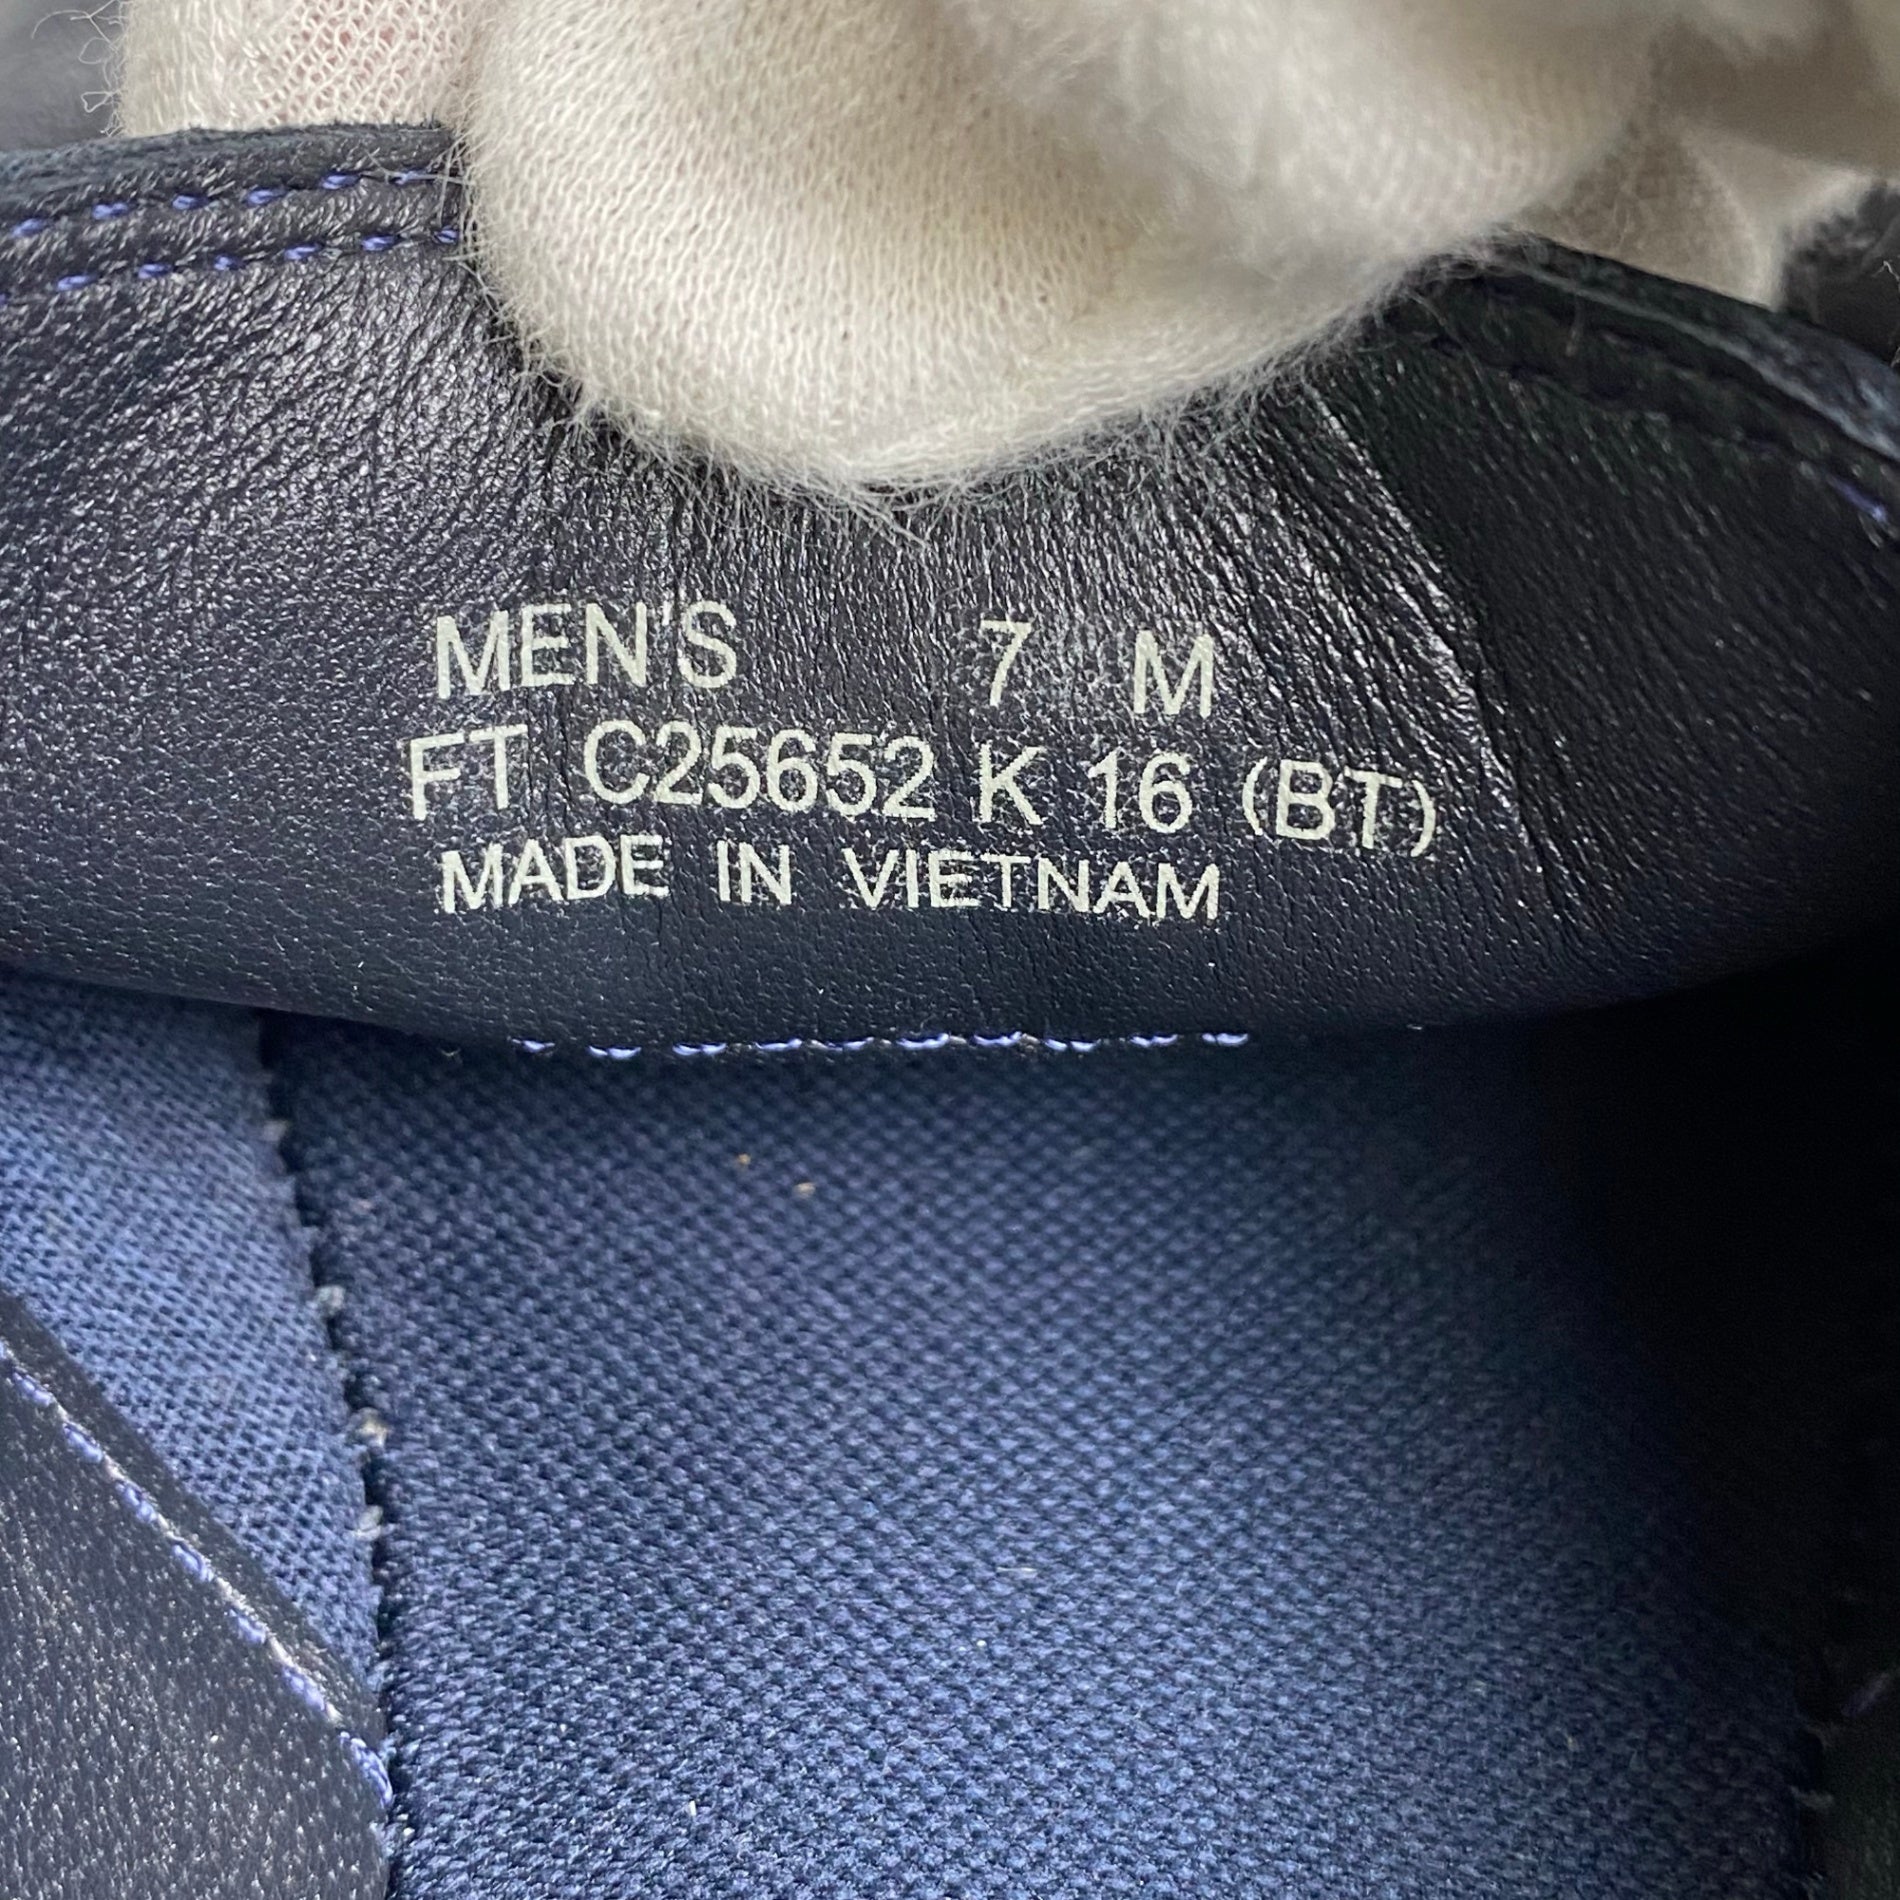 MEN'S 7 M
FT C25652 K 16 (BT)
MADE IN VIETNAM